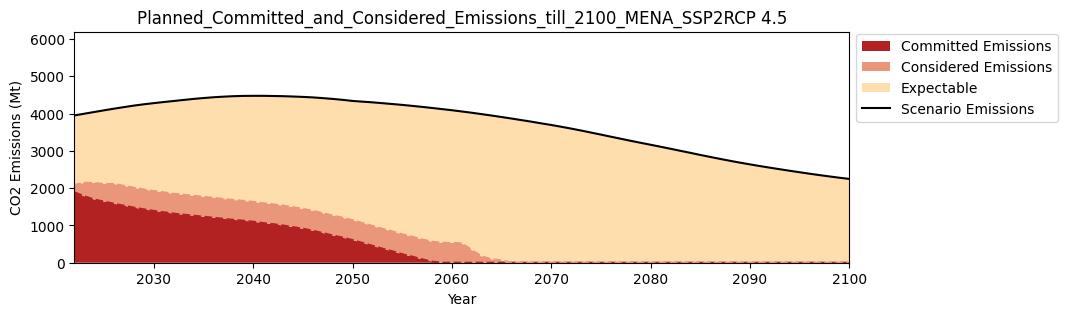 Planned_Committed_and_Considered_Emissions_till_2100_MENA_SSP2RCP 4.5
6000
5000
4000
3000
2000
1000
0
CO2 Emissions (Mt)
2030 2040 2050 2060 2070 2080 2090 2100
Year
Committed Emissions
Considered Emissions
Expectable
Scenario Emissions